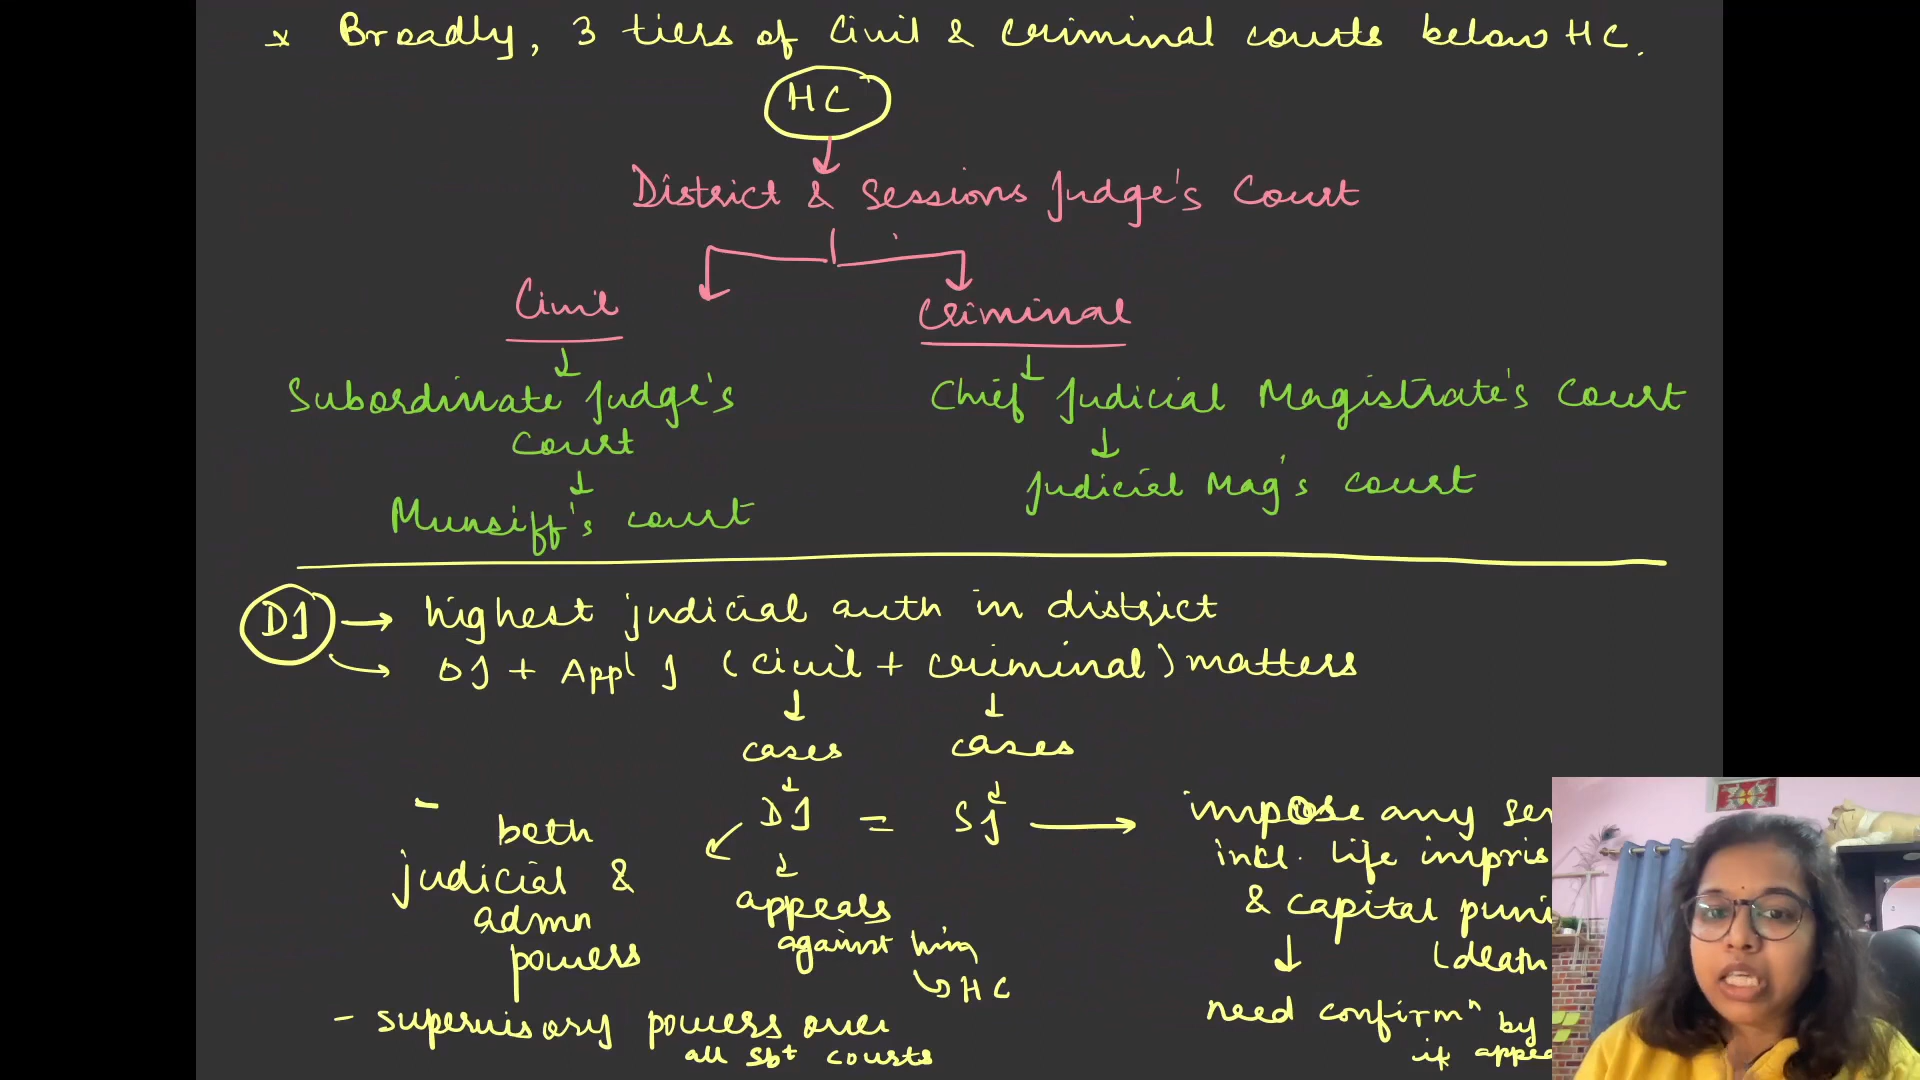 * Broadly, 3 tiers of Civil & Criminal courts below HC.
HC
District & Sessions Judge's Court
Civil
Criminal
Subordinate Judge's
Court
Chief Judicial Magistrate's Court
Judicial Mag's court
Munsiff's court
DJ → highest judicial auth in district
→ OJ + Appl J (civil + criminal) matters
cases cases
DJ = SJ → impose any
incl. life
& capital
(death
need confirmⁿ by
if
- both
judicial &
admn
powers
appeals
against him
↳ HC
- supervisory powers over
all Sbt courts